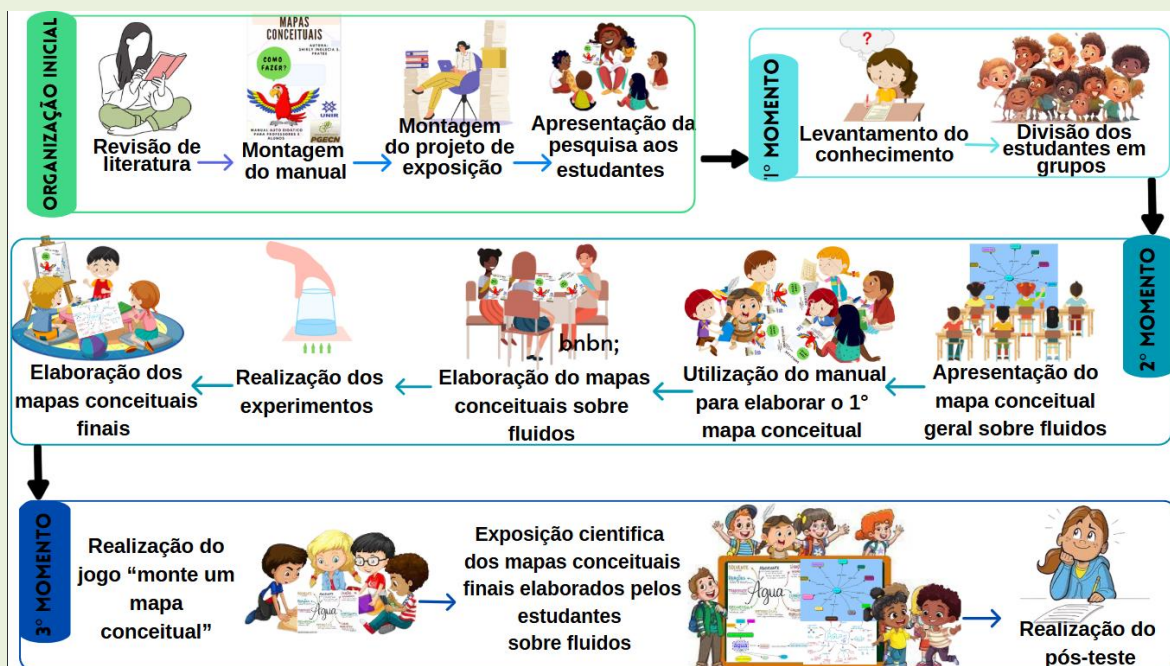 ORGANIZAÇÃO INICIAL
MAPAS
CONCEITUAIS
COMO
FAZER?
UNIR
PGECN
Revisão de
literatura
Montagem
do manual
Montagem
do projeto de
exposição
Apresentação da
pesquisa aos
estudantes
1° MOMENTO
?
Levantamento do
conhecimento
Divisão dos
estudantes em
grupos
2° MOMENTO
Apresentação do
mapa conceitual
geral sobre fluidos
Utilização do manual
para elaborar o 1°
mapa conceitual
bnbn;
Elaboração do mapas
conceituais sobre
fluidos
Realização dos
experimentos
Elaboração dos
mapas conceituais
finais
3° MOMENTO
Realização do
jogo “monte um
mapa
conceitual”
Água
Exposição cientifica
dos mapas conceituais
finais elaborados pelos
estudantes
sobre fluidos
Água
Realização do
pós-teste